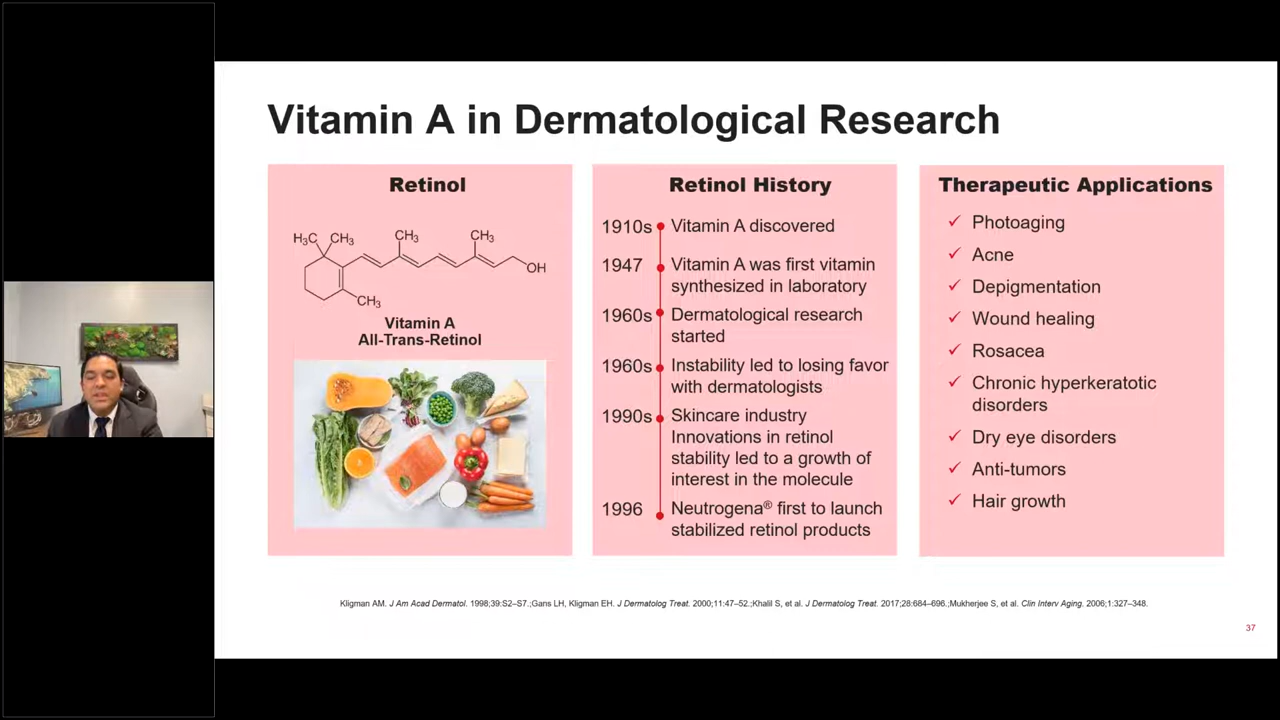 Vitamin A in Dermatological Research
Retinol
H₃C
CH₃
CH₃
CH₃
OH
CH₃
Vitamin A
All-Trans-Retinol
Retinol History
1910s Vitamin A discovered
1947 Vitamin A was first vitamin
synthesized in laboratory
1960s Dermatological research
started
1960s Instability led to losing favor
with dermatologists
1990s Skincare industry
Innovations in retinol
stability led to a growth of
interest in the molecule
1996 Neutrogena® first to launch
stabilized retinol products
Therapeutic Applications
✓ Photoaging
✓ Acne
✓ Depigmentation
✓ Wound healing
✓ Rosacea
✓ Chronic hyperkeratotic
disorders
✓ Dry eye disorders
✓ Anti-tumors
✓ Hair growth
Kligman AM. J Am Acad Dermatol. 1998;39:S2–S7.;Gans LH, Kligman EH. J Dermatolog Treat. 2000;11:47–52.;Khalil S, et al. J Dermatolog Treat. 2017;28:684–696.;Mukherjee S, et al. Clin Interv Aging. 2006;1:327–348.
37